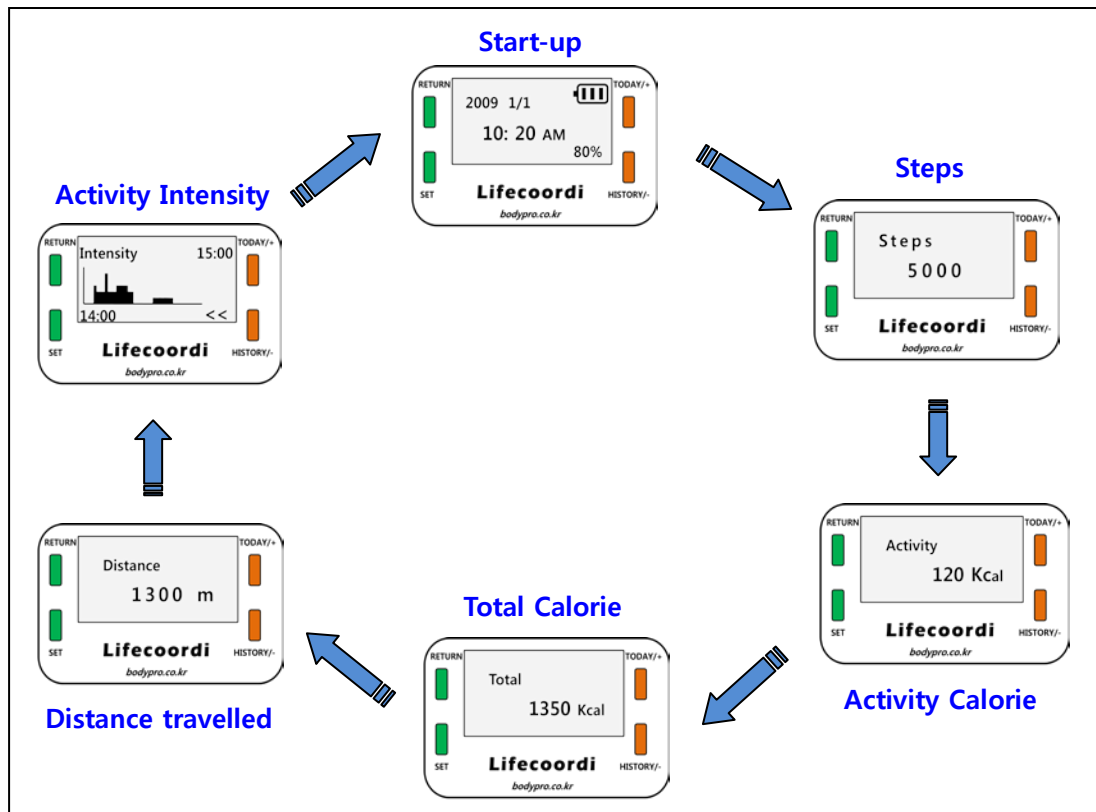 Start-up
RETURN
TODAY/+
2009 1/1
10: 20 AM
80%
SET
HISTORY/-
Lifecoordi
bodypro.co.kr
Steps
RETURN
TODAY/+
Steps
5000
SET
HISTORY/-
Lifecoordi
bodypro.co.kr
RETURN
TODAY/+
Activity
120 Kcal
SET
HISTORY/-
Lifecoordi
bodypro.co.kr
Activity Calorie
Total Calorie
RETURN
TODAY/+
Total
1350 Kcal
SET
HISTORY/-
Lifecoordi
bodypro.co.kr
RETURN
TODAY/+
Distance
1300 m
SET
HISTORY/-
Lifecoordi
bodypro.co.kr
Distance travelled
Activity Intensity
RETURN
TODAY/+
Intensity 15:00
14:00 <<
SET
HISTORY/-
Lifecoordi
bodypro.co.kr